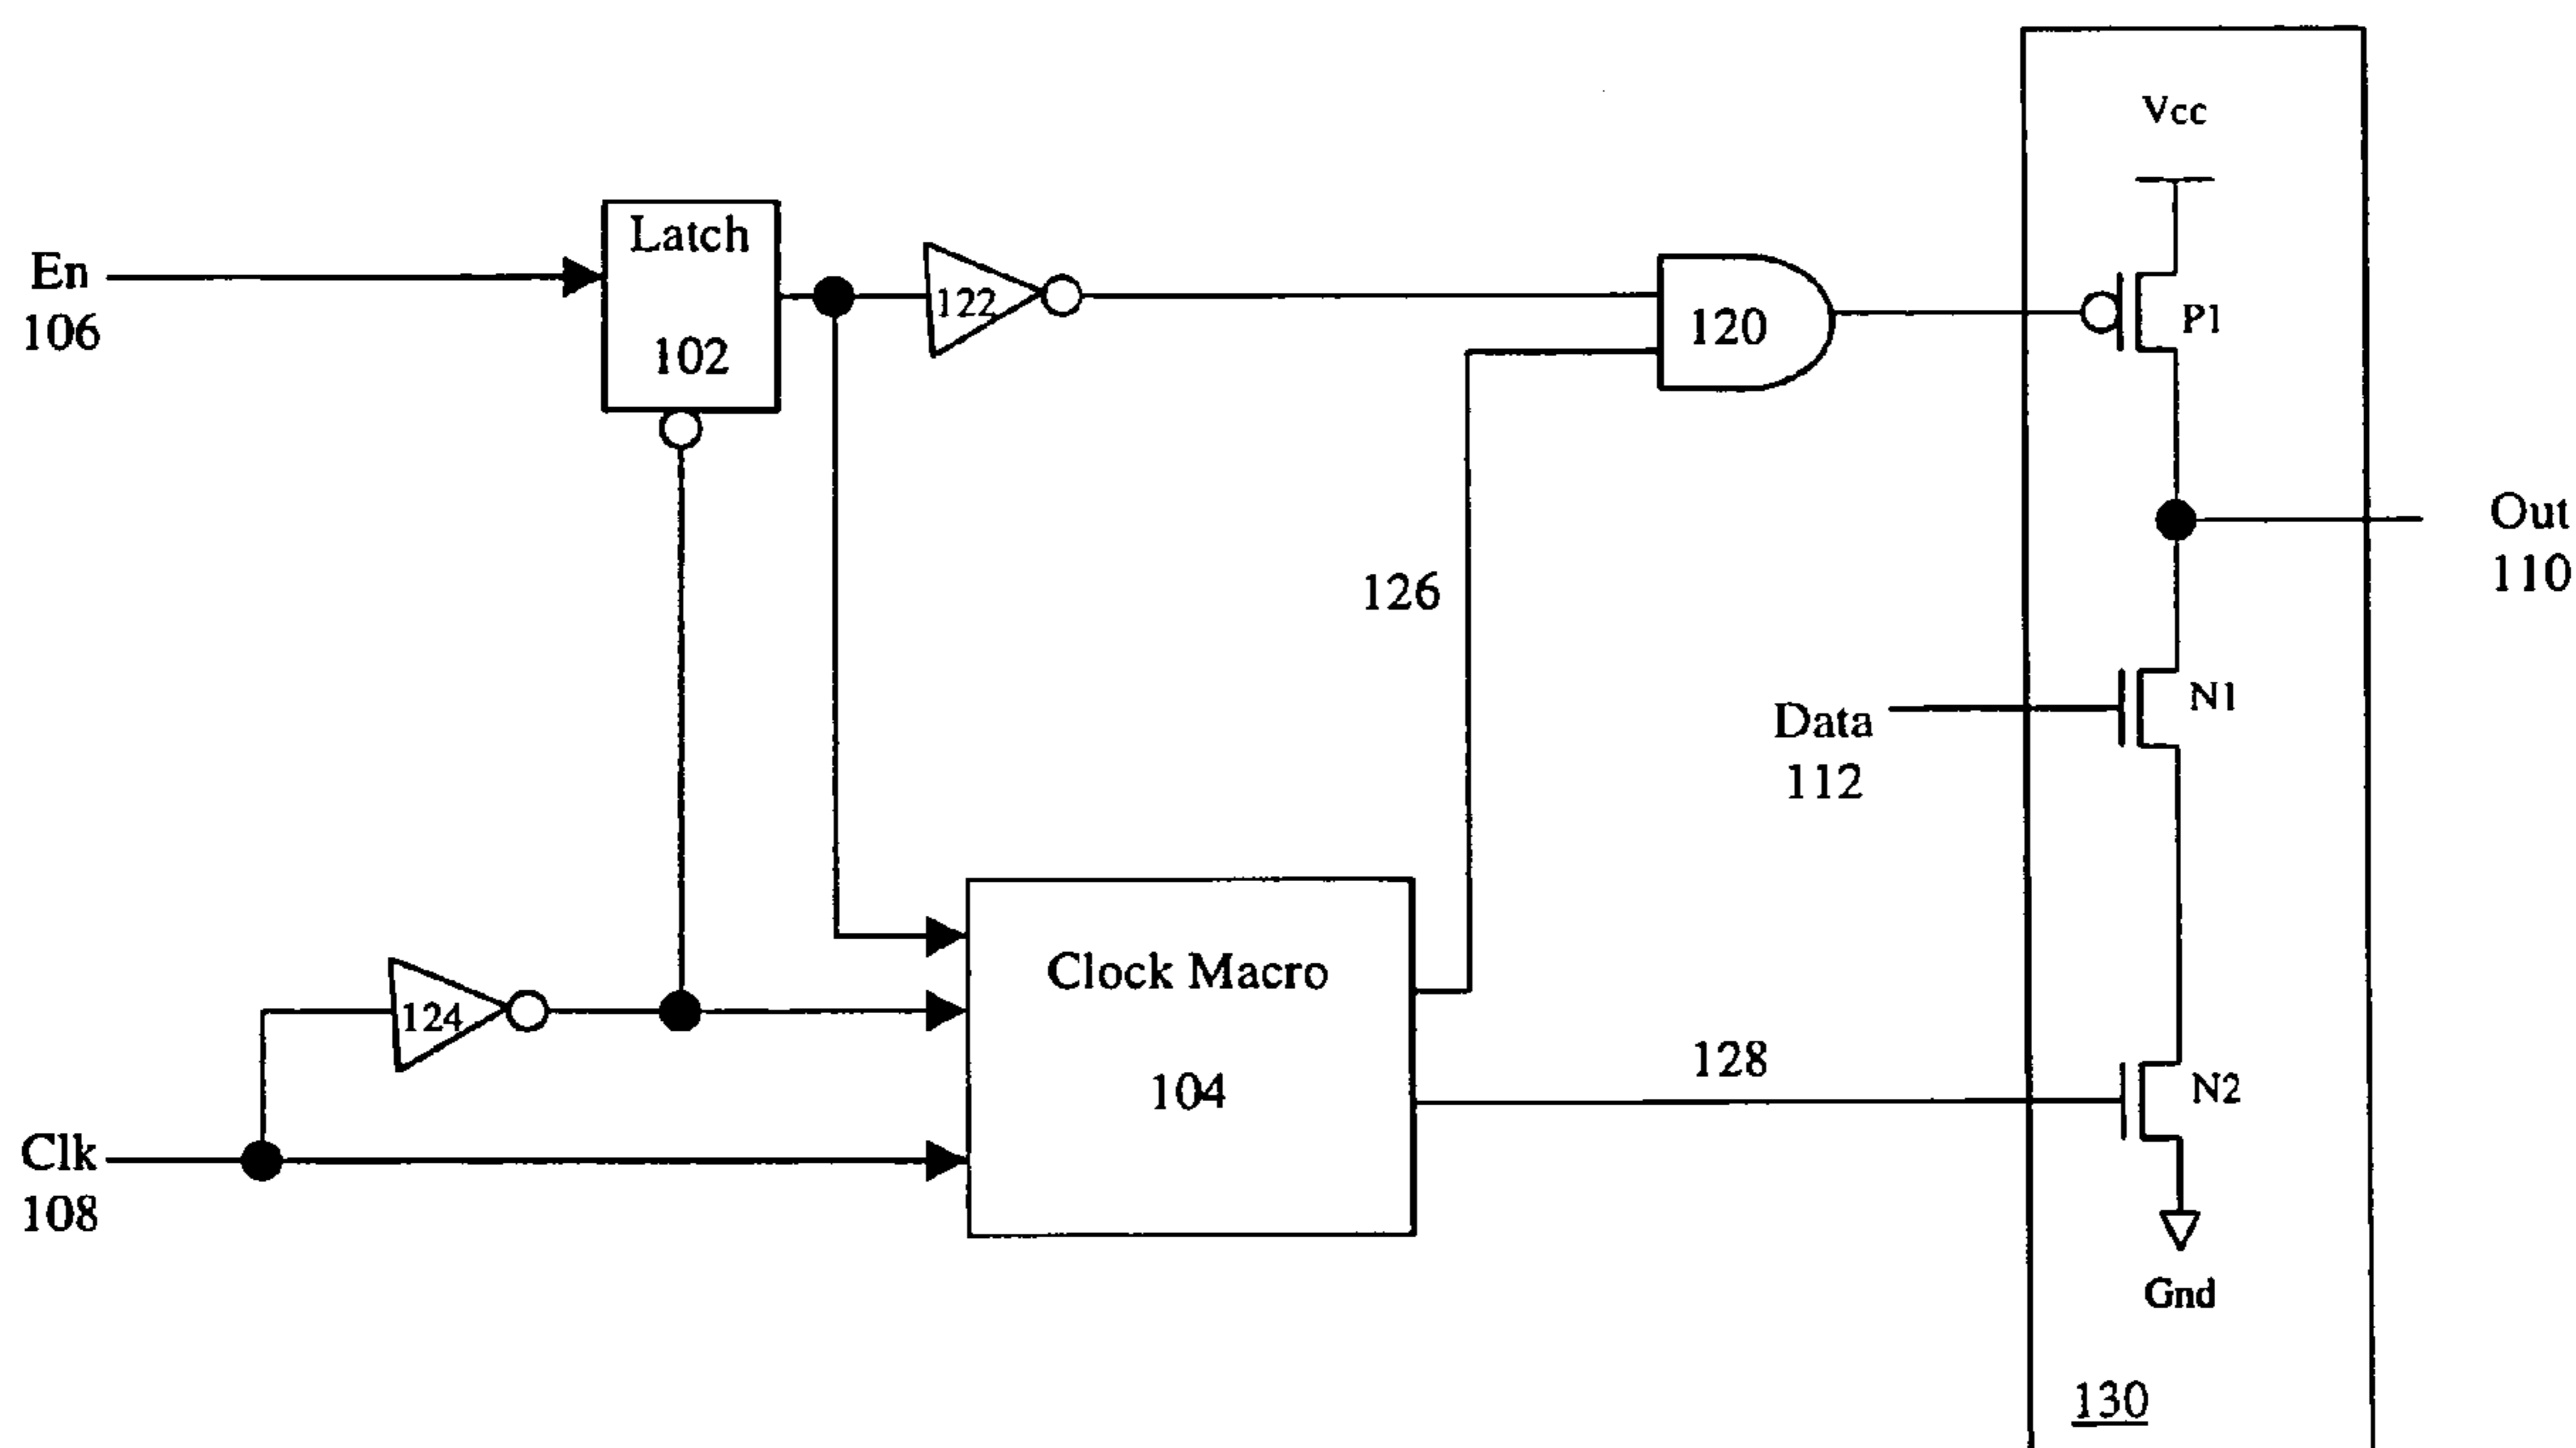 Vcc
Latch
102
En
106
122
120
P1
Out
110
126
N1
Data
112
Clock Macro
104
124
128
N2
Clk
108
Gnd
130